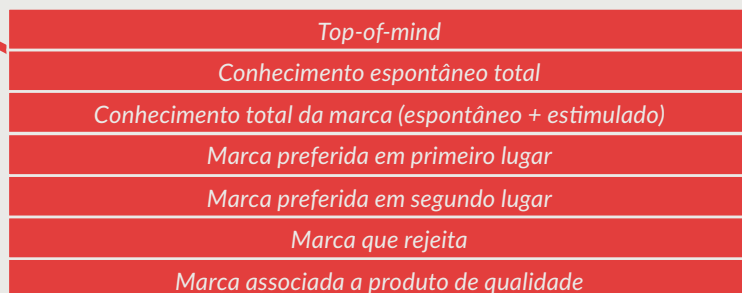 Top-of-mind
Conhecimento espontâneo total
Conhecimento total da marca (espontâneo + estimulado)
Marca preferida em primeiro lugar
Marca preferida em segundo lugar
Marca que rejeita
Marca associada a produto de qualidade